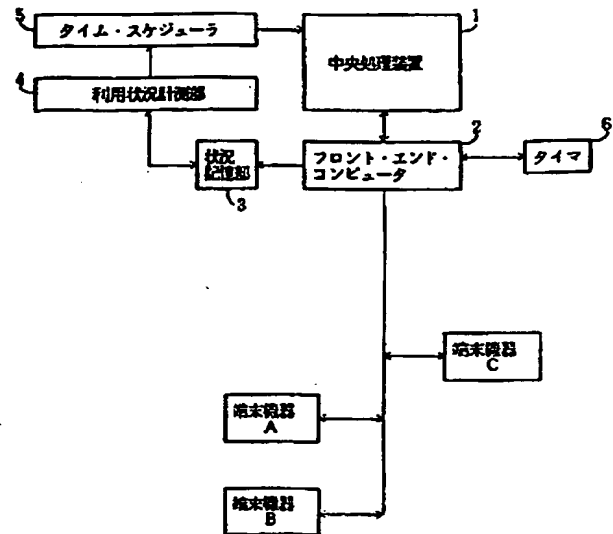 5
タイム・スケジューラ
1
中央処理装置
4
利用状況計測部
2
フロント・エンド・
コンピュータ
6
タイマ
状況
記憶部
3
端末機器
C
端末機器
A
端末機器
B